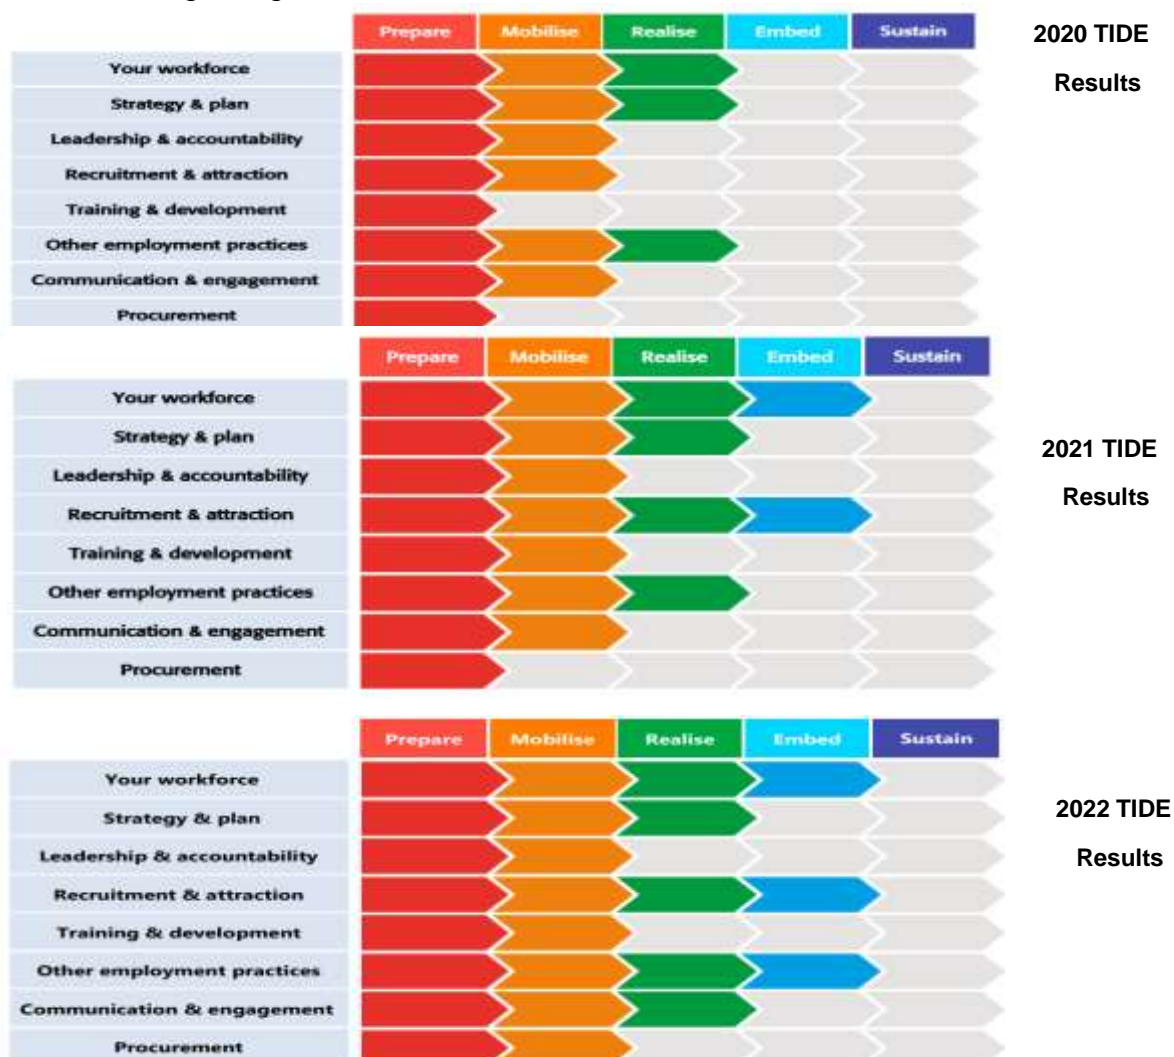 Prepare Mobilise Realise Embed Sustain
2020 TIDE
Results
Your workforce
Strategy & plan
Leadership & accountability
Recruitment & attraction
Training & development
Other employment practices
Communication & engagement
Procurement
Prepare Mobilise Realise Embed Sustain
Your workforce
Strategy & plan
2021 TIDE
Leadership & accountability
Results
Recruitment & attraction
Training & development
Other employment practices
Communication & engagement
Procurement
Prepare Mobilise Realise Embed Sustain
Your workforce
2022 TIDE
Strategy & plan
Leadership & accountability
Results
Recruitment & attraction
Training & development
Other employment practices
Communication & engagement
Procurement